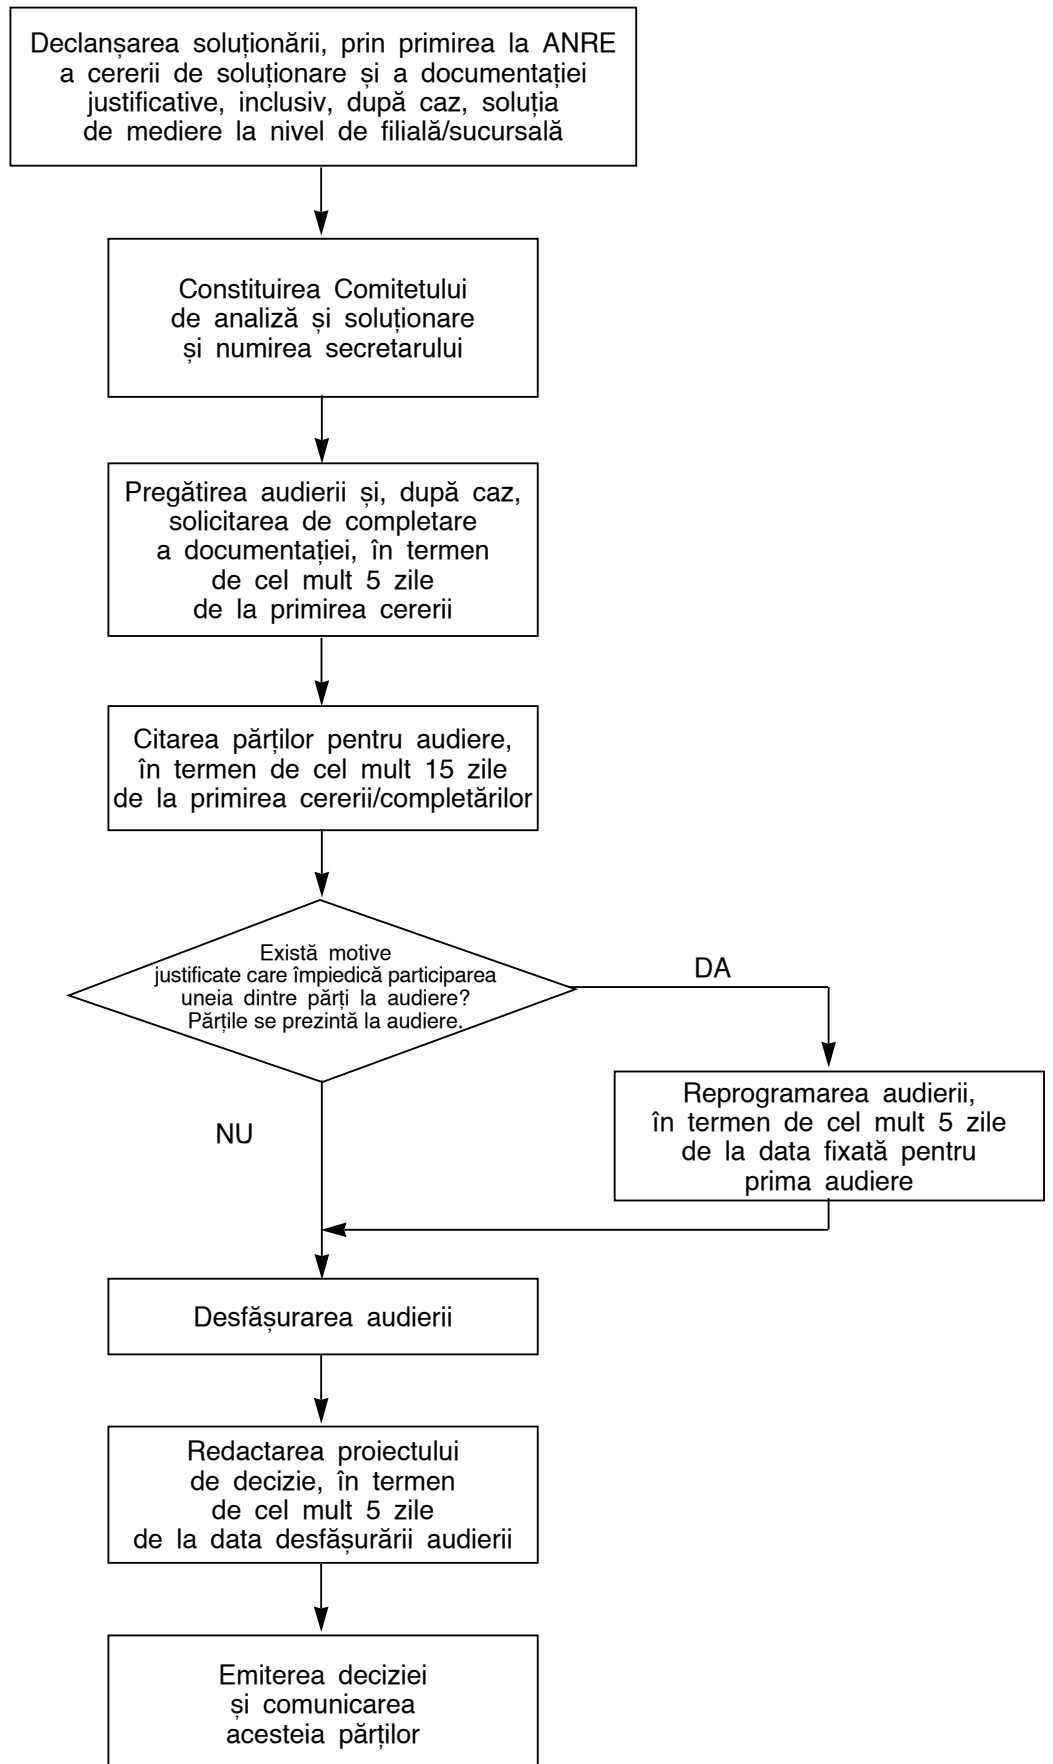 Declanșarea soluționării, prin primirea la ANRE
a cererii de soluționare și a documentației
justificative, inclusiv, după caz, soluția
de mediere la nivel de filială/sucursală
Constituirea Comitetului
de analiză și soluționare
și numirea secretarului
Pregătirea audierii și, după caz,
solicitarea de completare
a documentației, în termen
de cel mult 5 zile
de la primirea cererii
Citarea părților pentru audiere,
în termen de cel mult 15 zile
de la primirea cererii/completărilor
Există motive
justificate care împiedică participarea
uneia dintre părți la audiere?
Părțile se prezintă la audiere.
DA
NU
Reprogramarea audierii,
în termen de cel mult 5 zile
de la data fixată pentru
prima audiere
Desfășurarea audierii
Redactarea proiectului
de decizie, în termen
de cel mult 5 zile
de la data desfășurării audierii
Emiterea deciziei
și comunicarea
acesteia părților